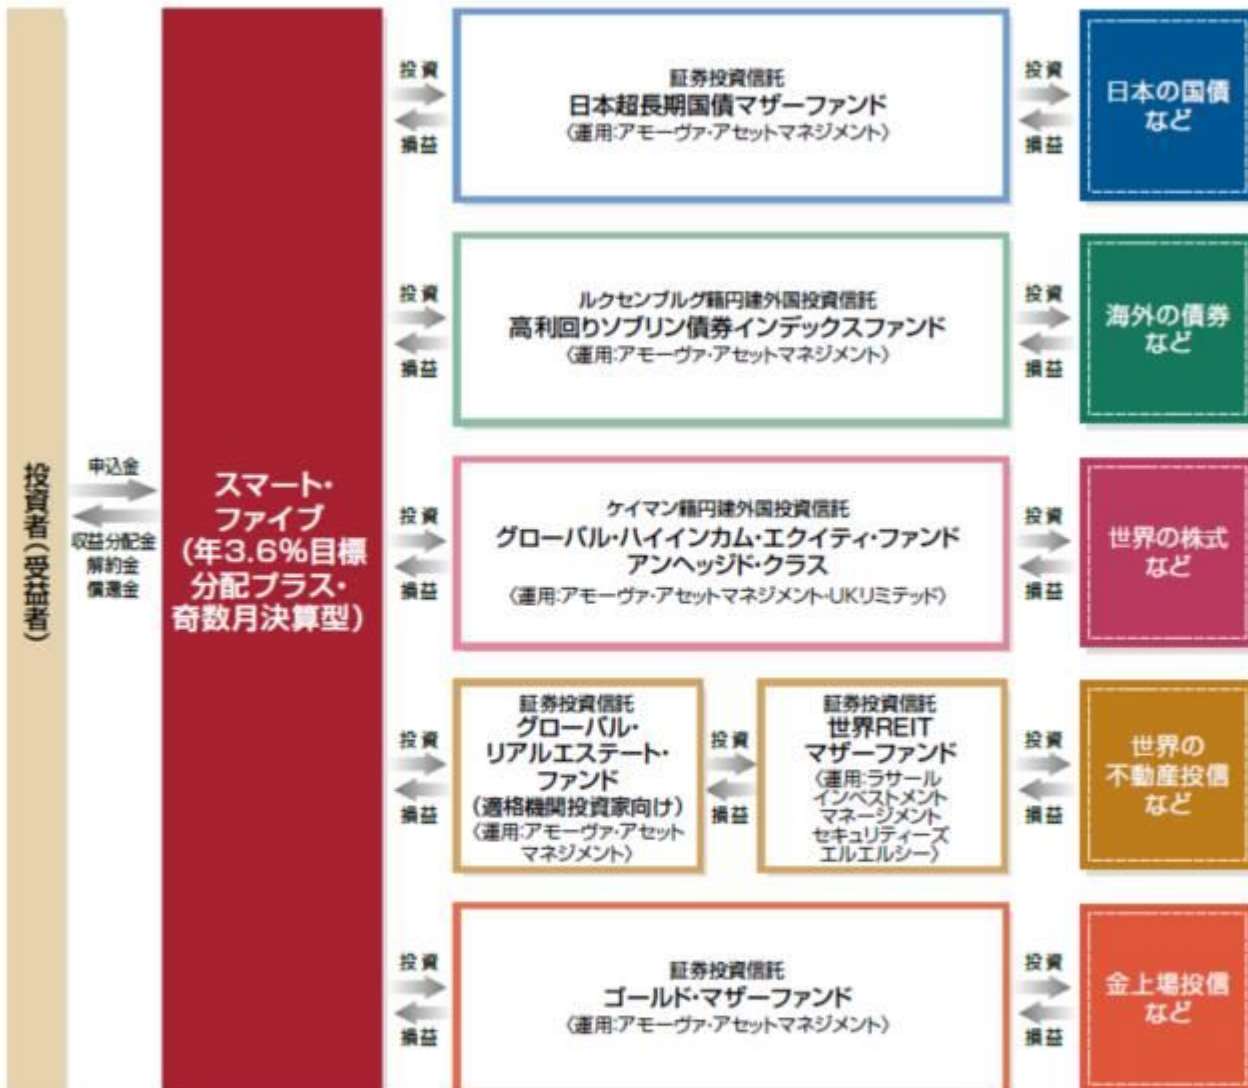 投資者(受益者)
申込金
収益分配金
解約金
償還金
スマート・
ファイブ
(年3.6%目標
分配プラス・
奇数月決算型)
投資
損益
証券投資信託
日本超長期国債マザーファンド
〈運用:アモーヴァ・アセットマネジメント〉
投資
損益
日本の国債
など
投資
損益
ルクセンブルグ籍円建外国投資信託
高利回りソブリン債券インデックスファンド
〈運用:アモーヴァ・アセットマネジメント〉
投資
損益
海外の債券
など
投資
損益
ケイマン籍円建外国投資信託
グローバル・ハイインカム・エクイティ・ファンド
アンヘッジド・クラス
〈運用:アモーヴァ・アセットマネジメント・UKリミテッド〉
投資
損益
世界の株式
など
投資
損益
証券投資信託
グローバル・
リアルエステート・
ファンド
(適格機関投資家向け)
〈運用:アモーヴァ・アセット
マネジメント〉
投資
損益
証券投資信託
世界REIT
マザーファンド
〈運用:ラサール
インベストメント
マネージメント
セキュリティーズ
エルエルシー〉
投資
損益
世界の
不動産投信
など
投資
損益
証券投資信託
ゴールド・マザーファンド
〈運用:アモーヴァ・アセットマネジメント〉
投資
損益
金上場投信
など